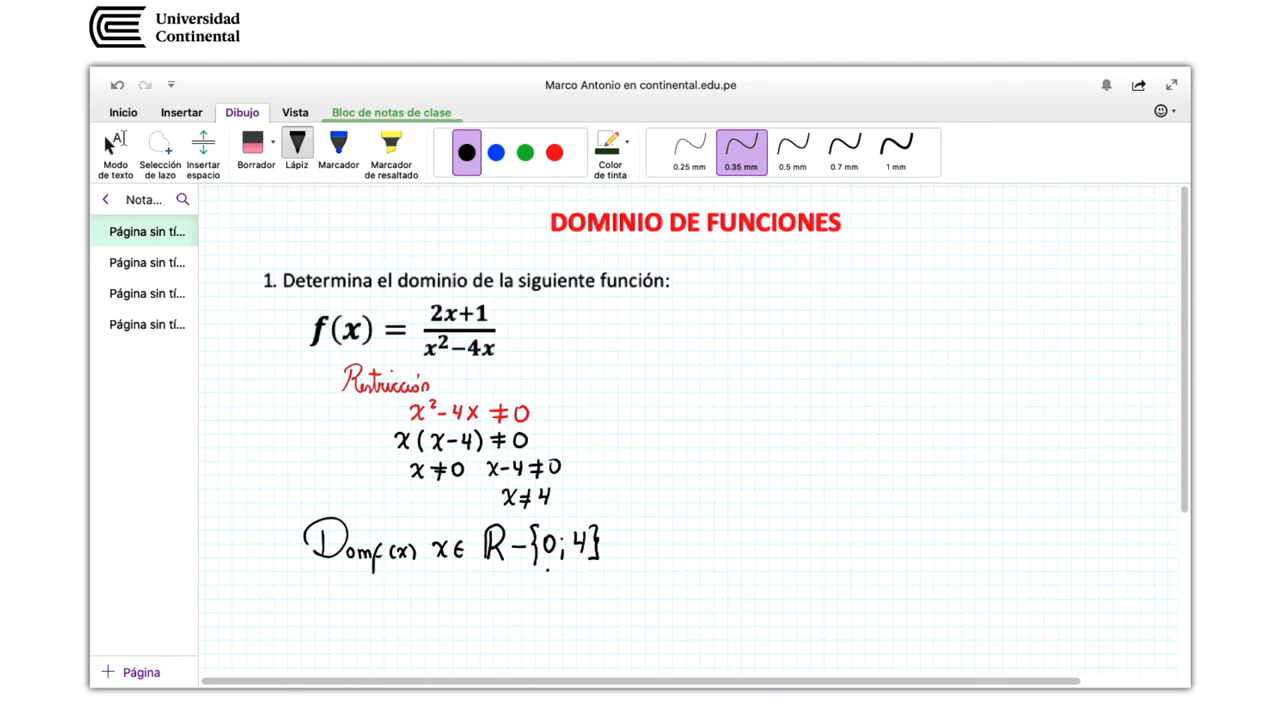 Universidad
Continental
Marco Antonio en continental.edu.pe
Inicio Insertar Dibujo Vista Bloc de notas de clase
Modo de texto Selección de lazo Insertar espacio Borrador Lápiz Marcador Marcador de resaltado Color de tinta 0.25 mm 0.35 mm 0.5 mm 0.7 mm 1 mm
Nota...
Página sin tí...
Página sin tí...
Página sin tí...
Página sin tí...
Página
DOMINIO DE FUNCIONES
1. Determina el dominio de la siguiente función:
f(x) = (2x+1)/(x²−4x)
Restricción
x²-4x ≠ 0
x(x-4) ≠ 0
x ≠ 0 x-4 ≠ 0
x ≠ 4
Domf(x) x ∈ ℝ - {0; 4}